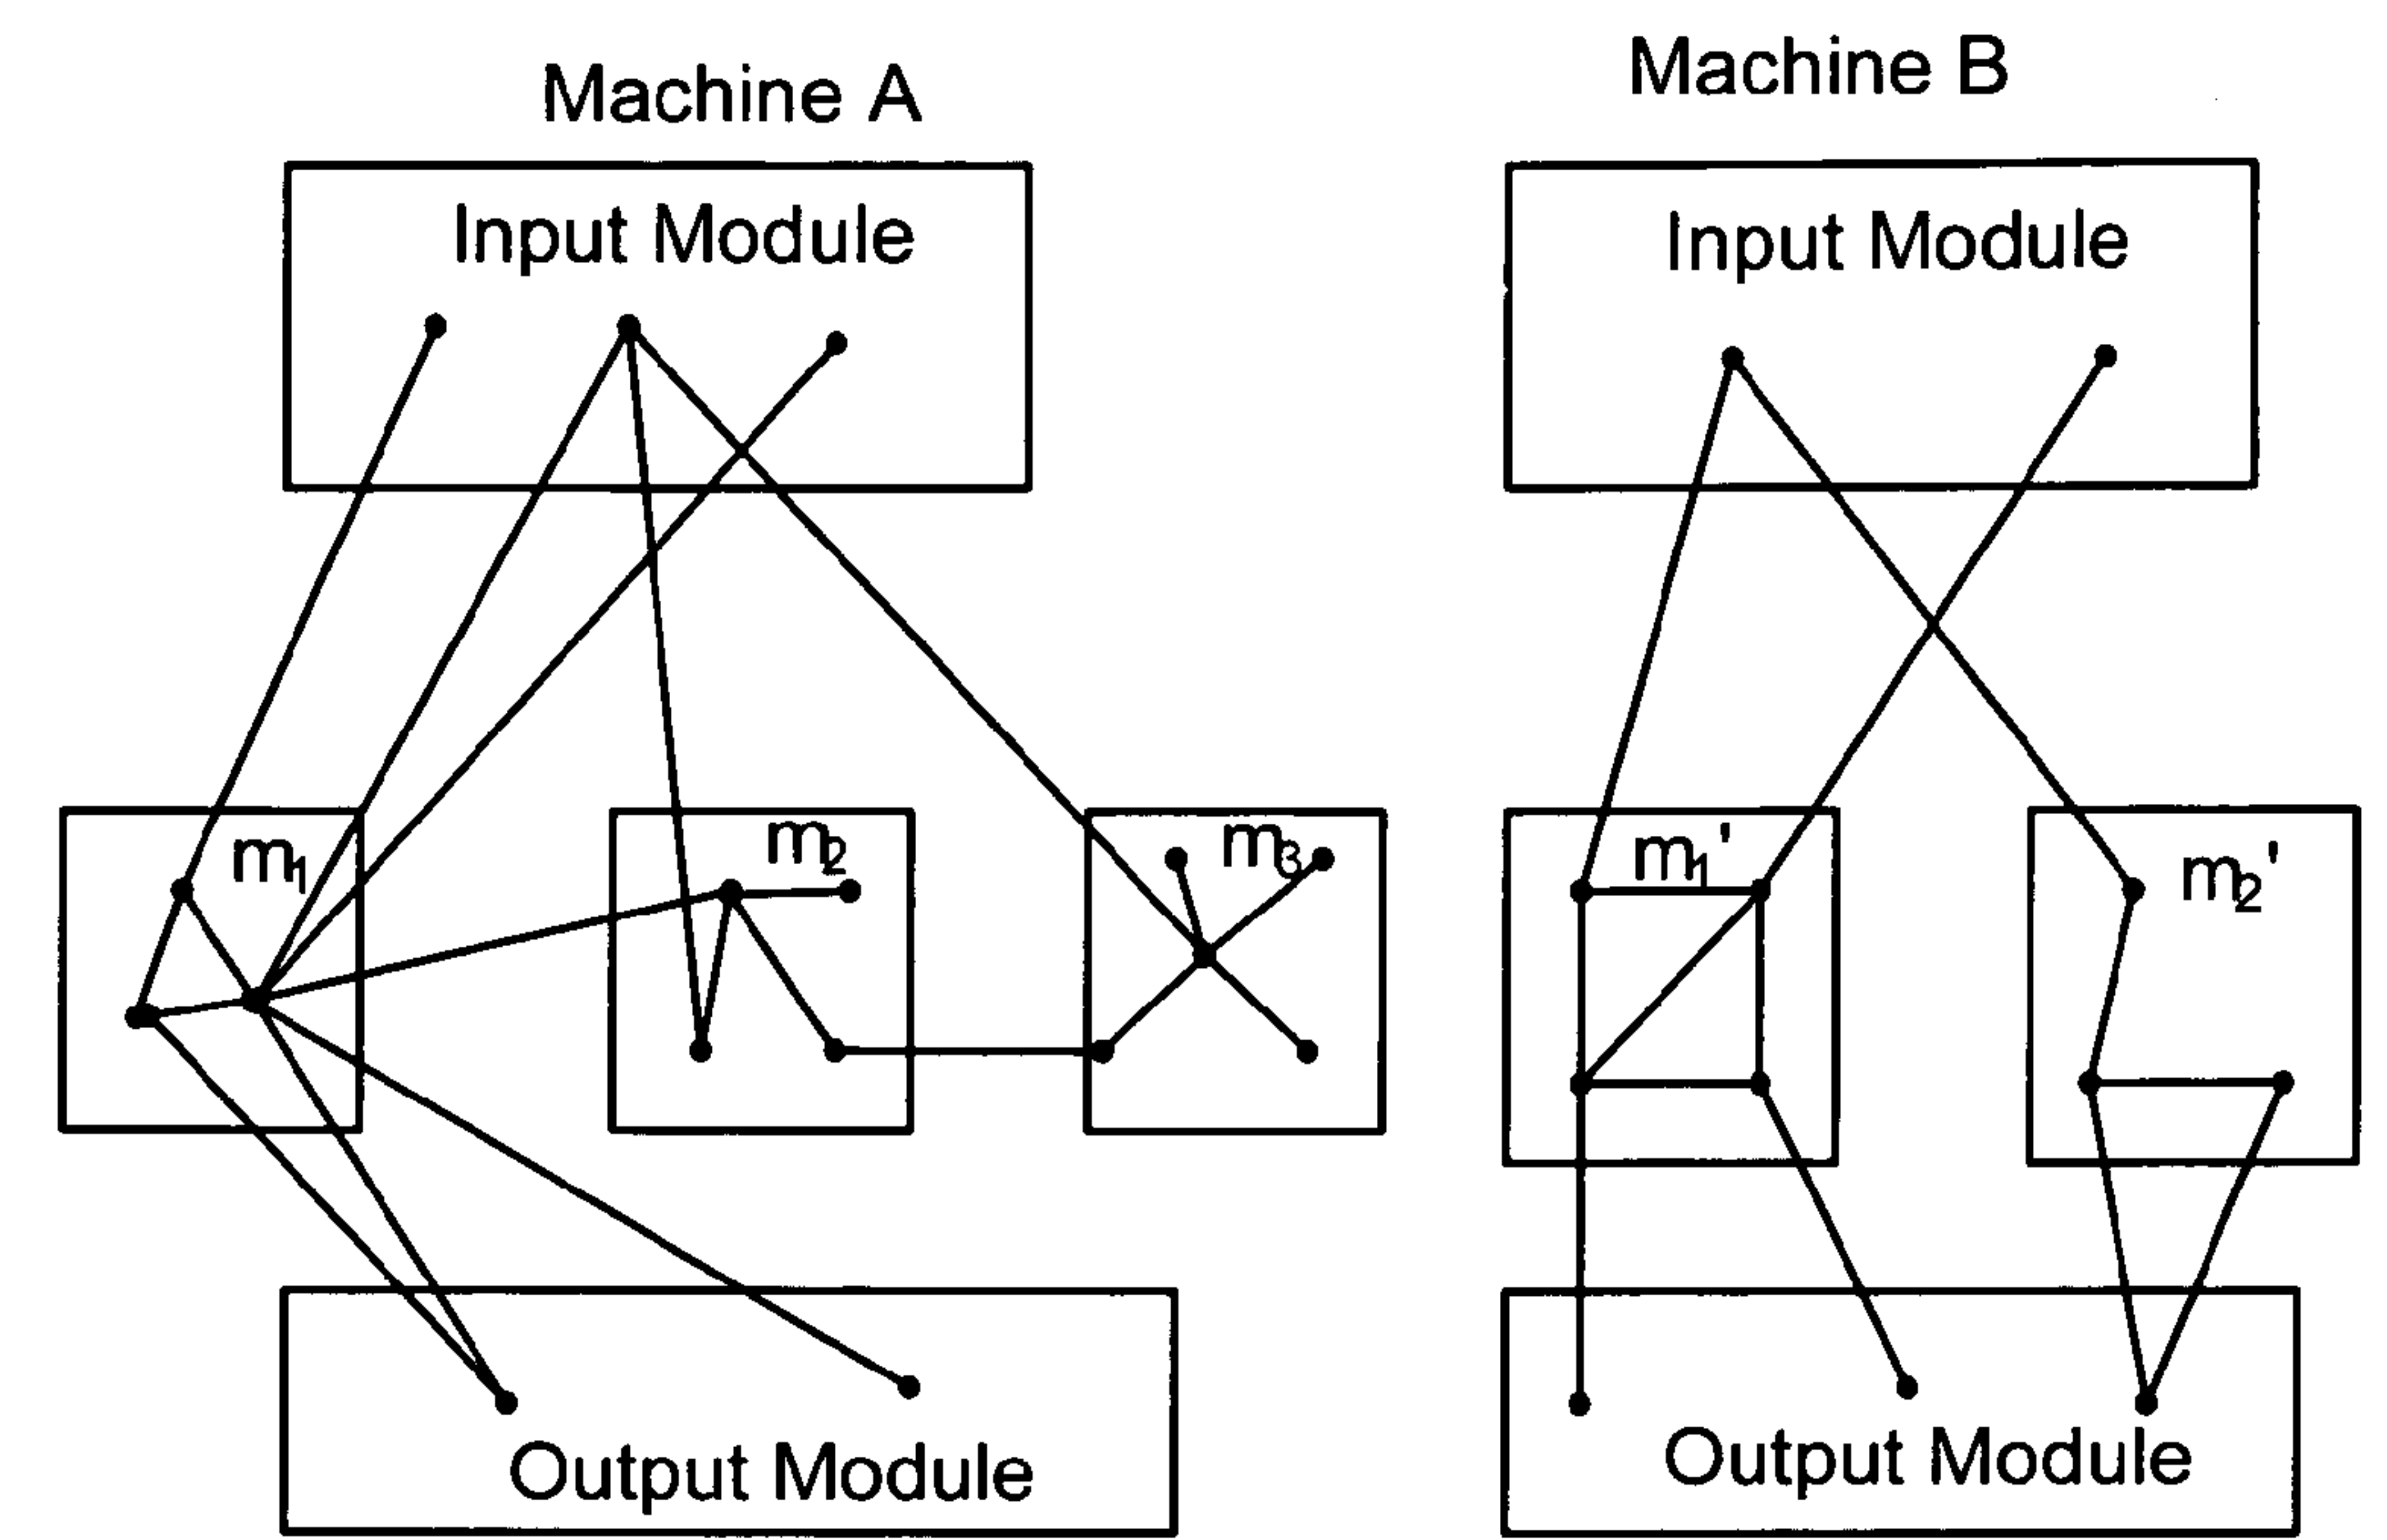 Machine A
Machine B
Input Module
Input Module
m1
m2
m3
m1'
m2'
Output Module
Output Module